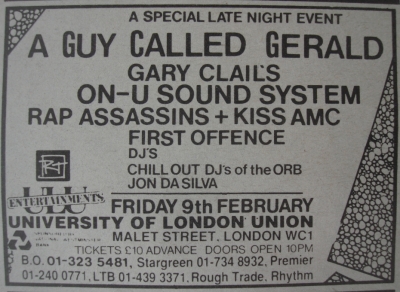 A SPECIAL LATE NIGHT EVENT
A GUY CALLED GERALD
GARY CLAIL'S
ON-U SOUND SYSTEM
RAP ASSASSINS + KISS AMC
FIRST OFFENCE
DJ'S
CHILL OUT DJ's of the ORB
JON DA SILVA
ULU
ENTERTAINMENTS
FRIDAY 9th FEBRUARY
UNIVERSITY OF LONDON UNION
MALET STREET, LONDON WC1
TICKETS £10 ADVANCE DOORS OPEN 10PM
B.O. 01-323 5481, Stargreen 01-734 8932, Premier
01-240 0771, LTB 01-439 3371, Rough Trade, Rhythm